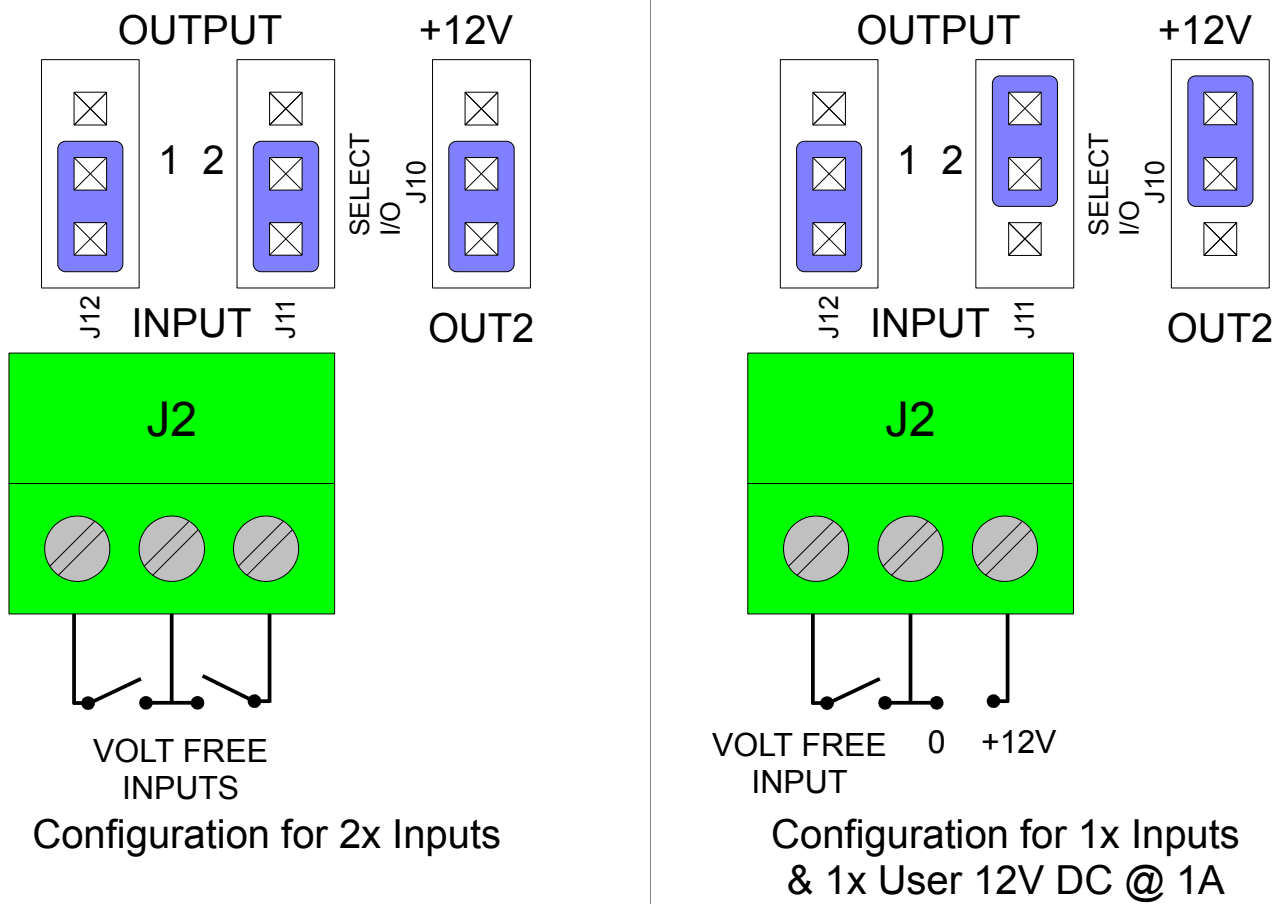 OUTPUT +12V
1 2
SELECT
I/O
J10
J12 INPUT J11 OUT2
J2
VOLT FREE
INPUTS
Configuration for 2x Inputs
OUTPUT +12V
1 2
SELECT
I/O
J10
J12 INPUT J11 OUT2
J2
VOLT FREE 0 +12V
INPUT
Configuration for 1x Inputs
& 1x User 12V DC @ 1A